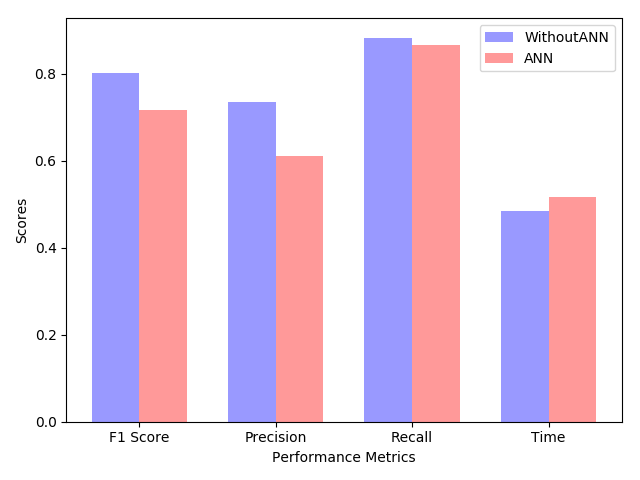 WithoutANN
ANN
0.8
0.6
0.4
0.2
0.0
Scores
F1 Score
Precision
Recall
Time
Performance Metrics